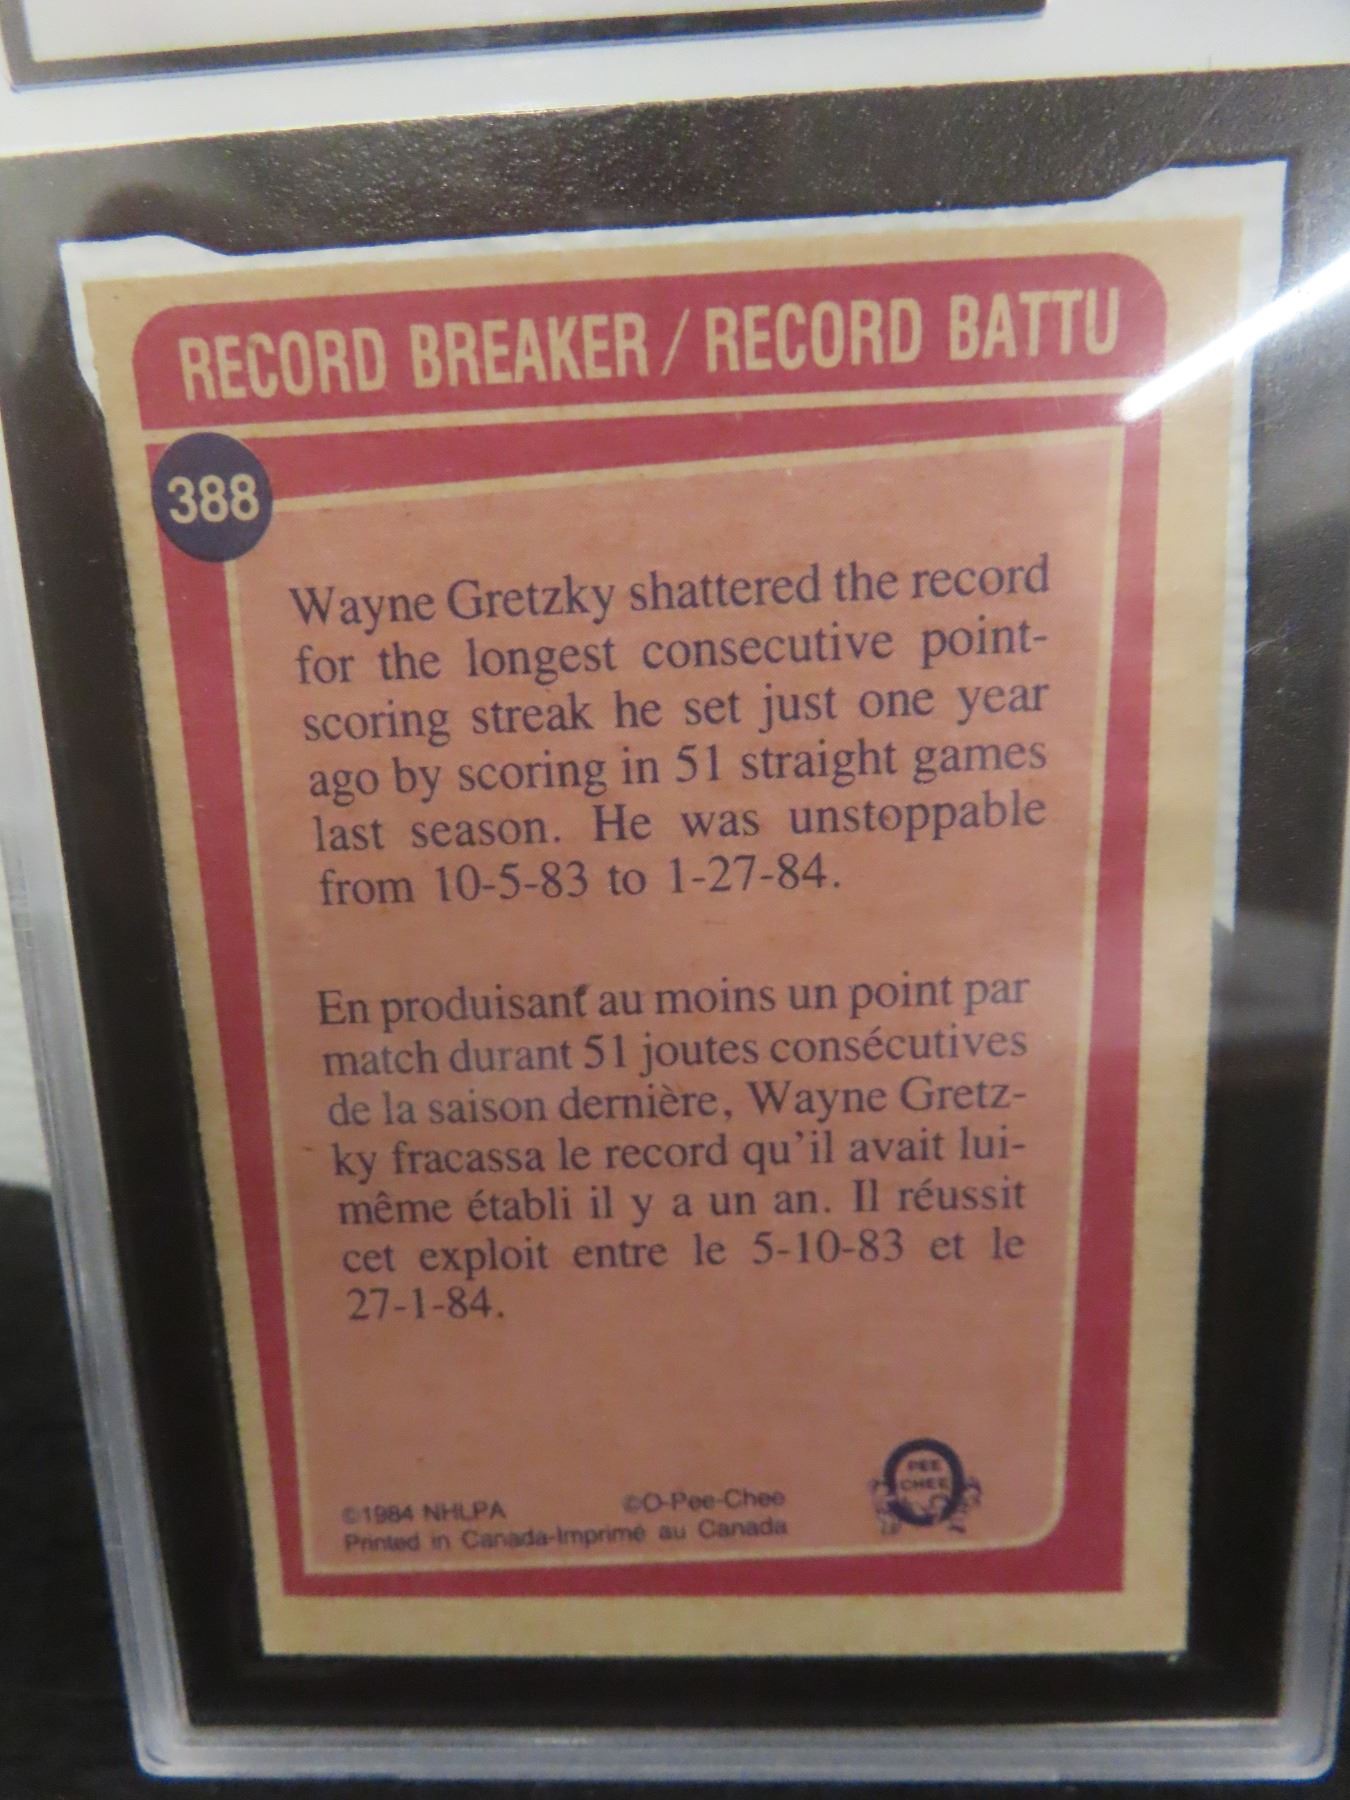 RECORD BREAKER / RECORD BATTU
388
Wayne Gretzky shattered the record
for the longest consecutive point-
scoring streak he set just one year
ago by scoring in 51 straight games
last season. He was unstoppable
from 10-5-83 to 1-27-84.
En produisant au moins un point par
match durant 51 joutes consécutives
de la saison dernière, Wayne Gretz-
ky fracassa le record qu'il avait lui-
même établi il y a un an. Il réussit
cet exploit entre le 5-10-83 et le
27-1-84.
©1984 NHLPA ©O-Pee-Chee
Printed in Canada-Imprimé au Canada
O
PEE
CHEE